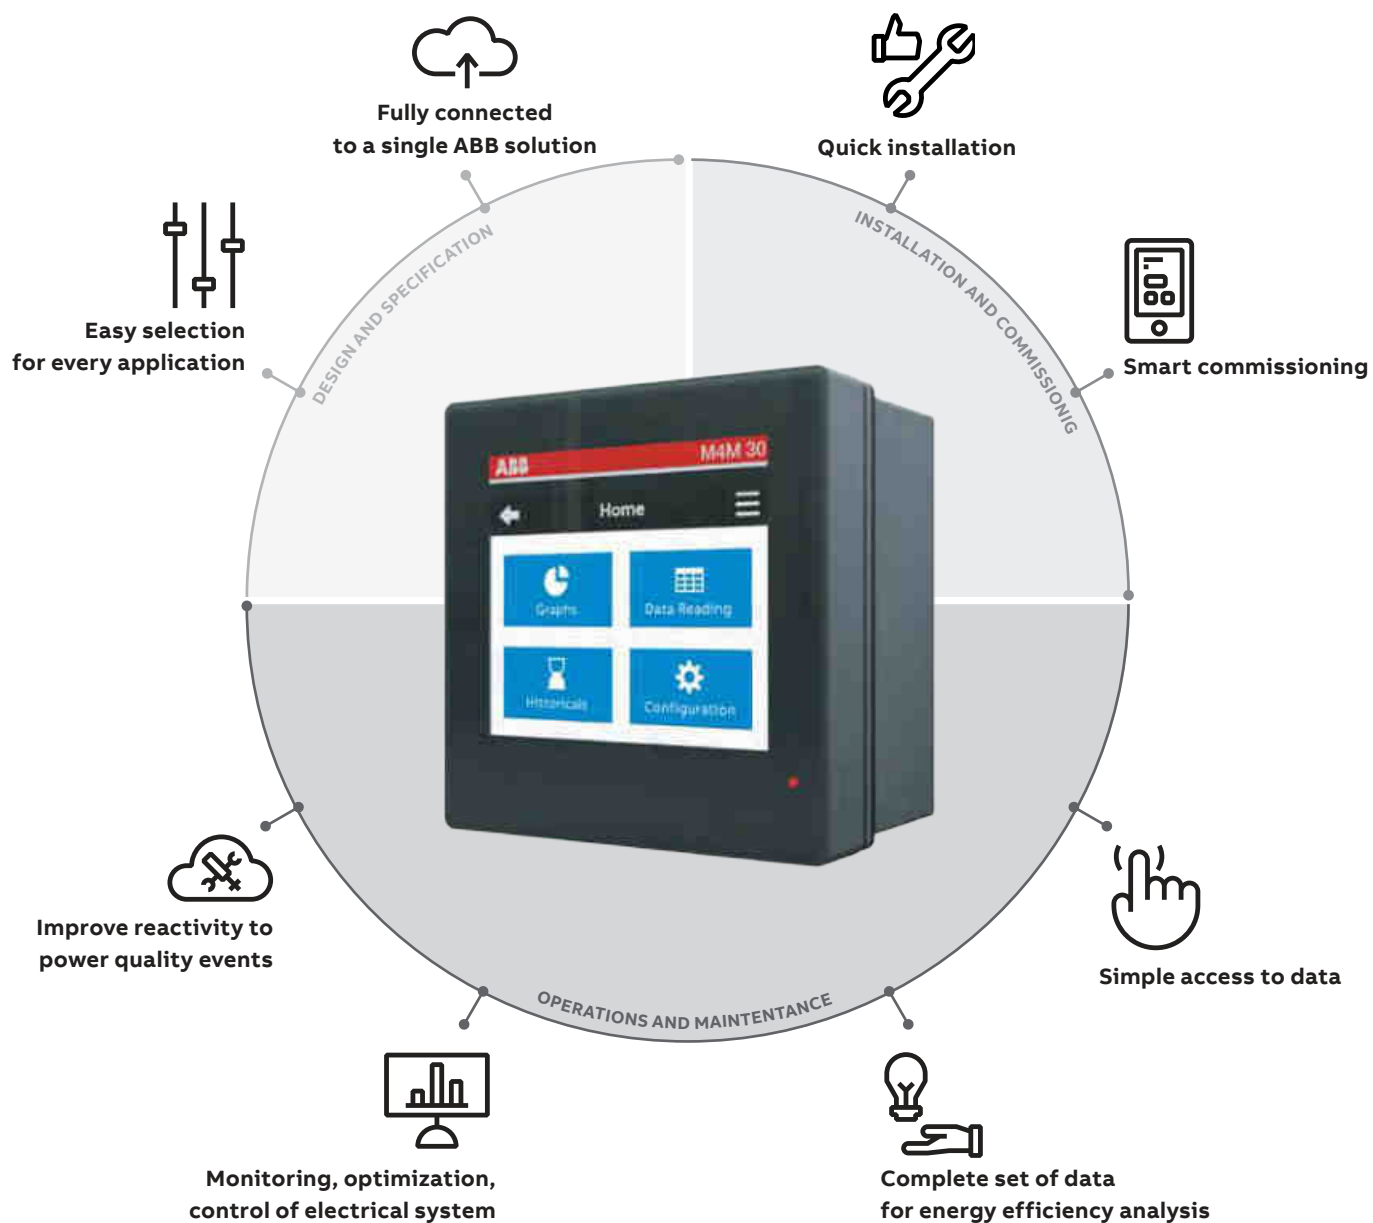 Fully connected
to a single ABB solution
Quick installation
DESIGN AND SPECIFICATION
INSTALLATION AND COMMISSIONIG
Easy selection
for every application
Smart commissioning
ABB
M4M 30
Home
Graphs
Data Reading
Historicals
Configuration
Improve reactivity to
power quality events
Simple access to data
OPERATIONS AND MAINTENTANCE
Monitoring, optimization,
control of electrical system
Complete set of data
for energy efficiency analysis